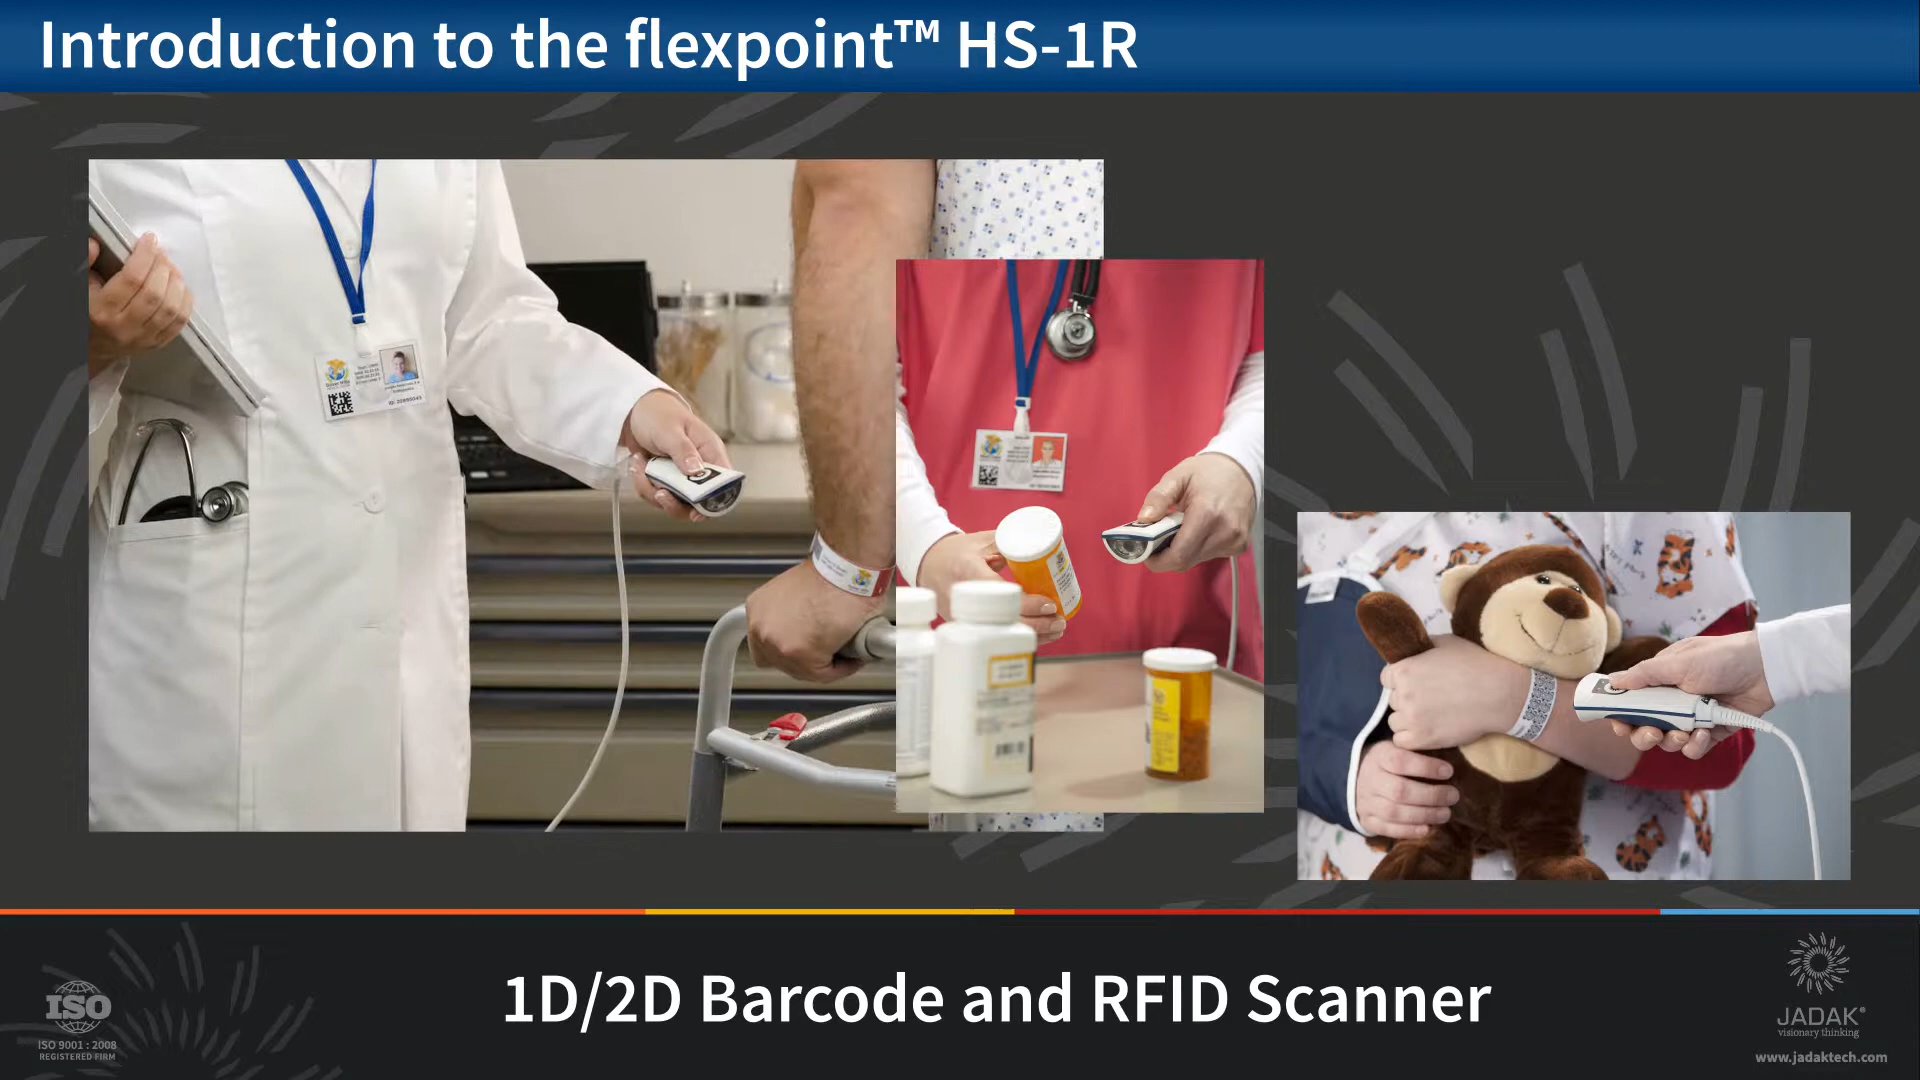 Introduction to the flexpoint™ HS-1R
1D/2D Barcode and RFID Scanner
ISO
ISO 9001 : 2008
REGISTERED FIRM
JADAK®
visionary thinking
www.jadaktech.com